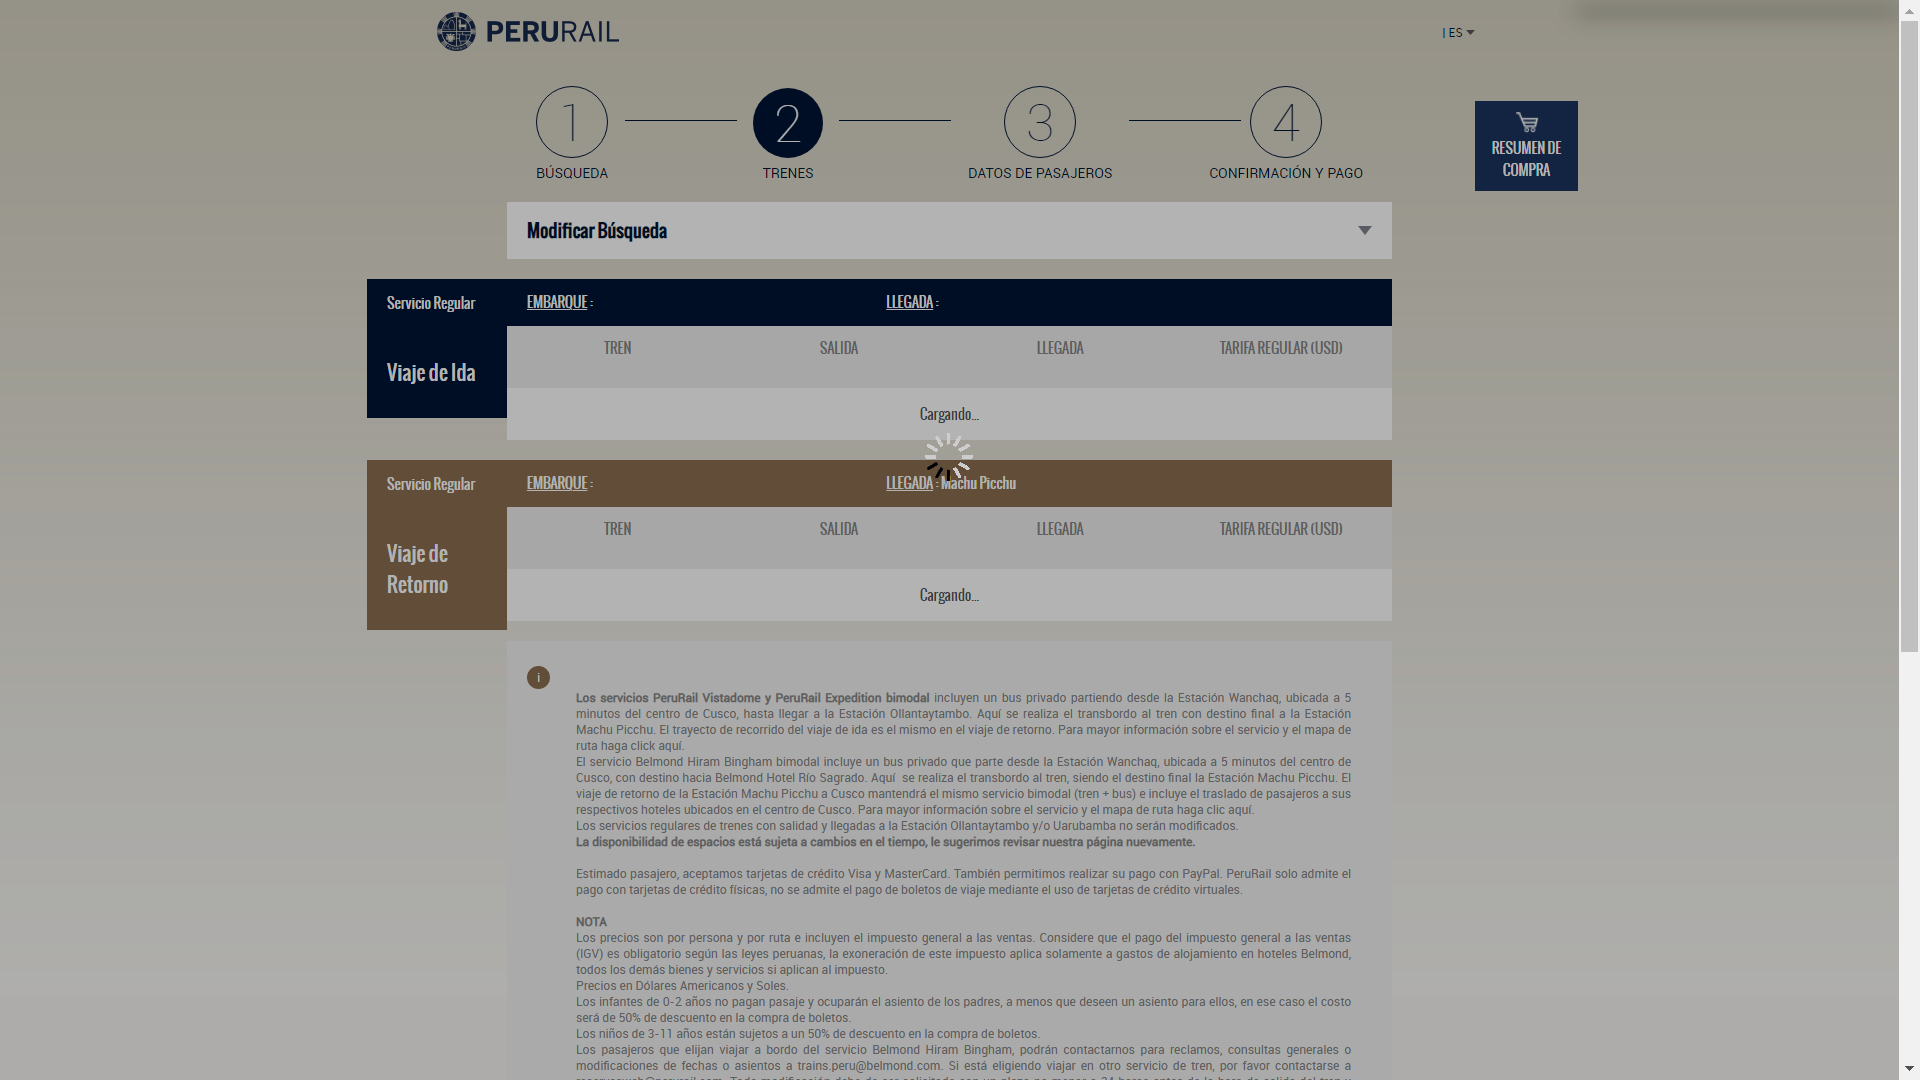 PERURAIL
| ES
1
2
3
4
BÚSQUEDA
TRENES
DATOS DE PASAJEROS
CONFIRMACIÓN Y PAGO
RESUMEN DE
COMPRA
Modificar Búsqueda
Servicio Regular
EMBARQUE :
LLEGADA :
TREN
SALIDA
LLEGADA
TARIFA REGULAR (USD)
Viaje de Ida
Cargando...
Servicio Regular
EMBARQUE :
LLEGADA : Machu Picchu
TREN
SALIDA
LLEGADA
TARIFA REGULAR (USD)
Viaje de
Retorno
Cargando...
i
Los servicios PeruRail Vistadome y PeruRail Expedition bimodal incluyen un bus privado partiendo desde la Estación Wanchaq, ubicada a 5
minutos del centro de Cusco, hasta llegar a la Estación Ollantaytambo. Aquí se realiza el transbordo al tren con destino final a la Estación
Machu Picchu. El trayecto de recorrido del viaje de ida es el mismo en el viaje de retorno. Para mayor información sobre el servicio y el mapa de
ruta haga click aquí.
El servicio Belmond Hiram Bingham bimodal incluye un bus privado que parte desde la Estación Wanchaq, ubicada a 5 minutos del centro de
Cusco, con destino hacia Belmond Hotel Río Sagrado. Aquí se realiza el transbordo al tren, siendo el destino final la Estación Machu Picchu. El
viaje de retorno de la Estación Machu Picchu a Cusco mantendrá el mismo servicio bimodal (tren + bus) e incluye el traslado de pasajeros a sus
respectivos hoteles ubicados en el centro de Cusco. Para mayor información sobre el servicio y el mapa de ruta haga clic aquí.
Los servicios regulares de trenes con salidad y llegadas a la Estación Ollantaytambo y/o Uarubamba no serán modificados.
La disponibilidad de espacios está sujeta a cambios en el tiempo, le sugerimos revisar nuestra página nuevamente.
Estimado pasajero, aceptamos tarjetas de crédito Visa y MasterCard. También permitimos realizar su pago con PayPal. PeruRail solo admite el
pago con tarjetas de crédito físicas, no se admite el pago de boletos de viaje mediante el uso de tarjetas de crédito virtuales.
NOTA
Los precios son por persona y por ruta e incluyen el impuesto general a las ventas. Considere que el pago del impuesto general a las ventas
(IGV) es obligatorio según las leyes peruanas, la exoneración de este impuesto aplica solamente a gastos de alojamiento en hoteles Belmond,
todos los demás bienes y servicios si aplican al impuesto.
Precios en Dólares Americanos y Soles.
Los infantes de 0-2 años no pagan pasaje y ocuparán el asiento de los padres, a menos que deseen un asiento para ellos, en ese caso el costo
será de 50% de descuento en la compra de boletos.
Los niños de 3-11 años están sujetos a un 50% de descuento en la compra de boletos.
Los pasajeros que elijan viajar a bordo del servicio Belmond Hiram Bingham, podrán contactarnos para reclamos, consultas generales o
modificaciones de fechas o asientos a trains.peru@belmond.com. Si está eligiendo viajar en otro servicio de tren, por favor contactarse a